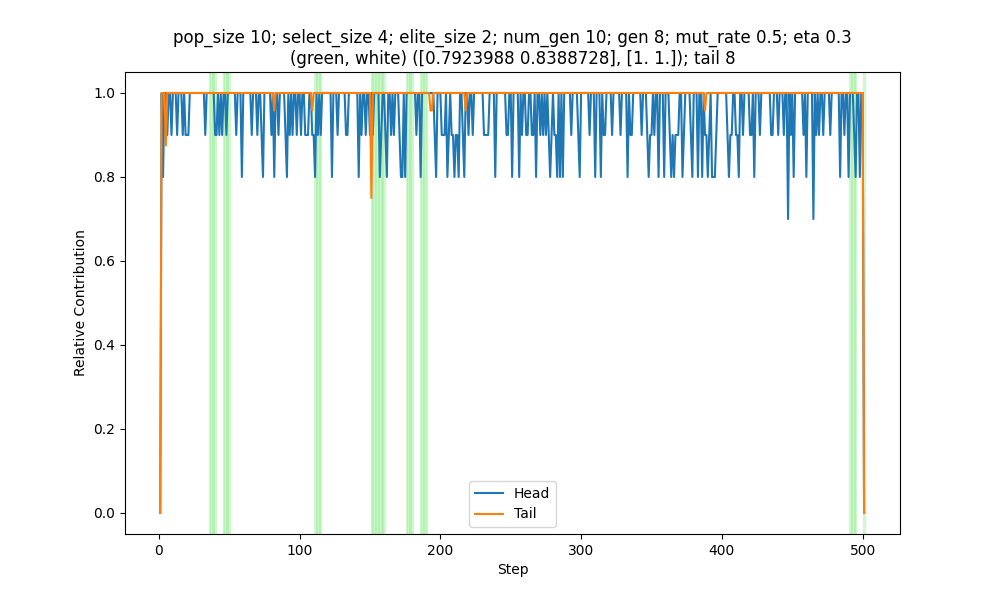 pop_size 10; select_size 4; elite_size 2; num_gen 10; gen 8; mut_rate 0.5; eta 0.3
(green, white) ([0.7923988 0.8388728], [1. 1.]); tail 8
1.0
0.8
0.6
0.4
0.2
0.0
Relative Contribution
Head
Tail
0
100
200
300
400
500
Step